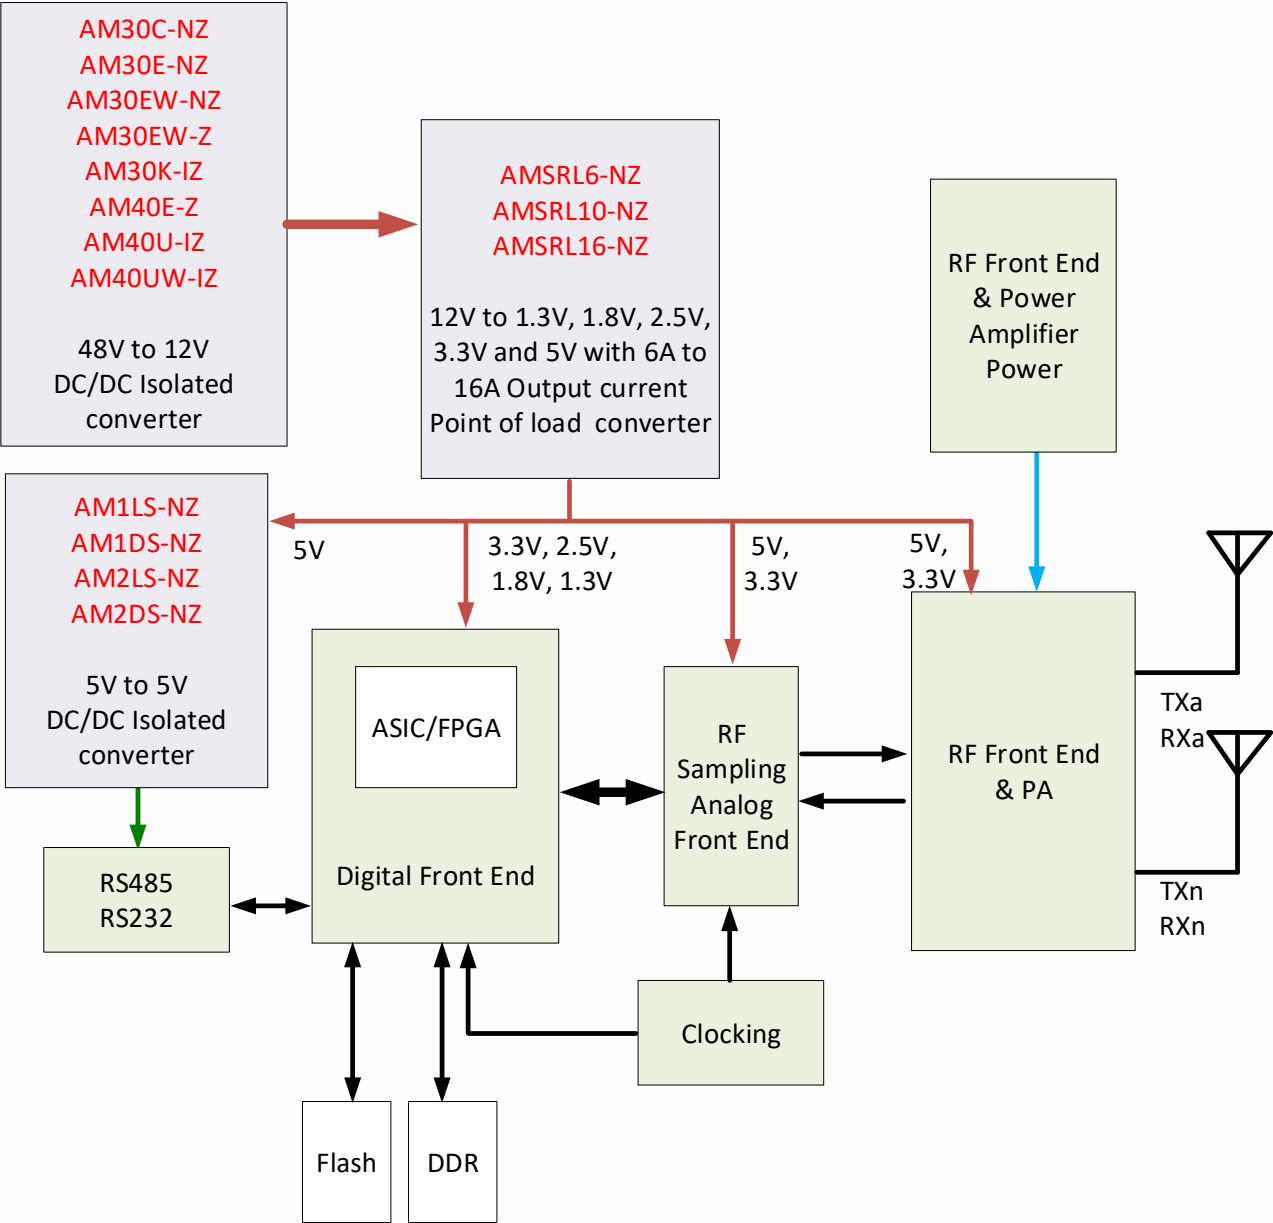 AM30C-NZ
AM30E-NZ
AM30EW-NZ
AM30EW-Z
AM30K-IZ
AM40E-Z
AM40U-IZ
AM40UW-IZ
48V to 12V
DC/DC Isolated
converter
AMSRL6-NZ
AMSRL10-NZ
AMSRL16-NZ
12V to 1.3V, 1.8V, 2.5V,
3.3V and 5V with 6A to
16A Output current
Point of load converter
RF Front End
& Power
Amplifier
Power
AM1LS-NZ
AM1DS-NZ
AM2LS-NZ
AM2DS-NZ
5V to 5V
DC/DC Isolated
converter
5V
3.3V, 2.5V,
1.8V, 1.3V
5V,
3.3V
5V,
3.3V
ASIC/FPGA
Digital Front End
RF
Sampling
Analog
Front End
RF Front End
& PA
TXa
RXa
TXn
RXn
RS485
RS232
Clocking
Flash
DDR